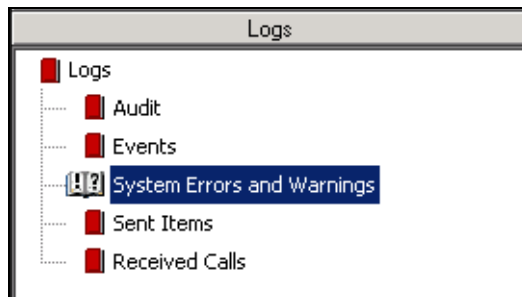 Logs
Logs
Audit
Events
System Errors and Warnings
Sent Items
Received Calls